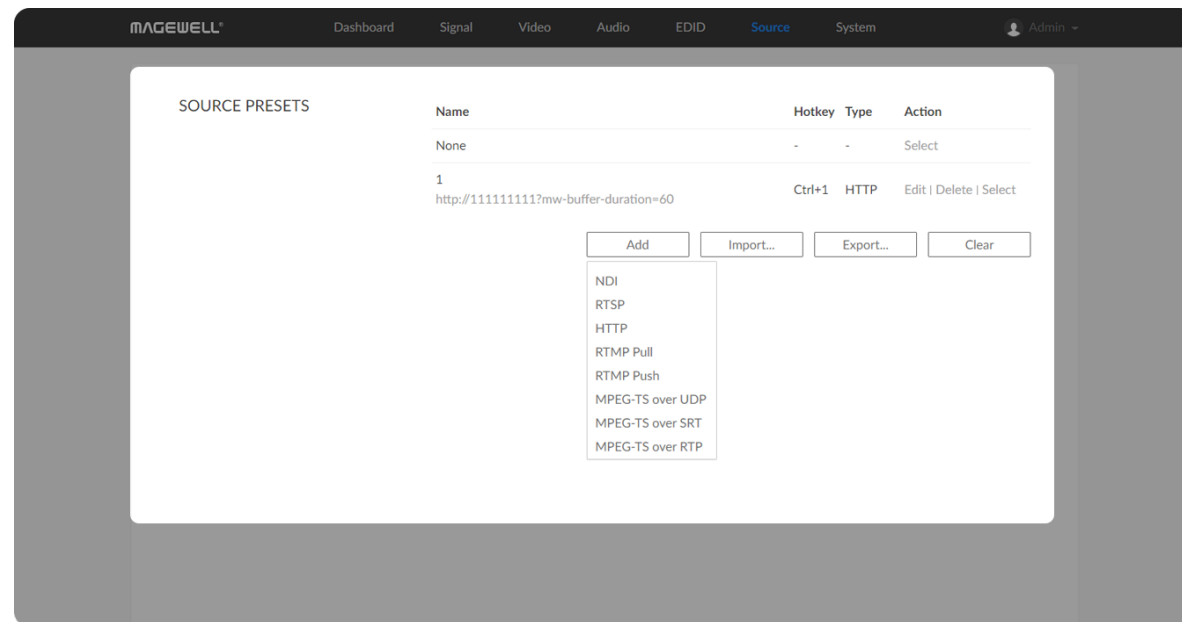 MAGEWELL®
Dashboard Signal Video Audio EDID Source System Admin
SOURCE PRESETS
Name Hotkey Type Action
None - - Select
1
http://111111111?mw-buffer-duration=60 Ctrl+1 HTTP Edit | Delete | Select
Add Import... Export... Clear
NDI
RTSP
HTTP
RTMP Pull
RTMP Push
MPEG-TS over UDP
MPEG-TS over SRT
MPEG-TS over RTP